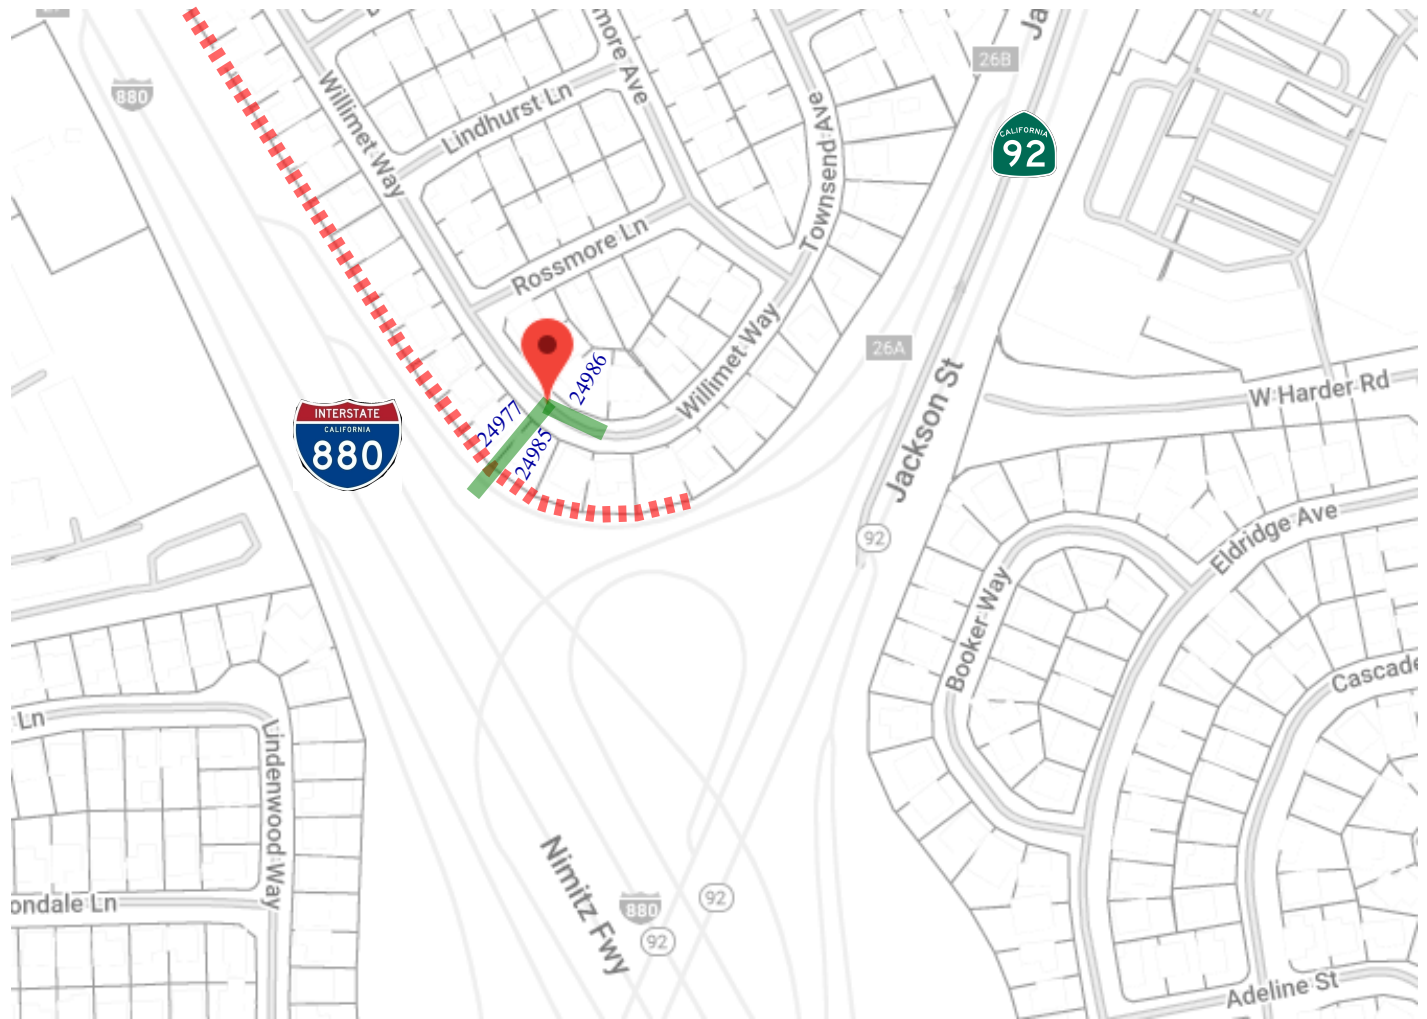 Ja
26B
880
more Ave
Willimet Way
Lindhurst Ln
Townsend Ave
CALIFORNIA
92
Rossmore Ln
26A
24986
Willimet Way
Jackson St
W Harder Rd
INTERSTATE
CALIFORNIA
880
24977
24985
92
Eldridge Ave
Booker Way
Cascade
Ln
Lindenwood Way
Nimitz Fwy
880
92
92
ondale Ln
Adeline St